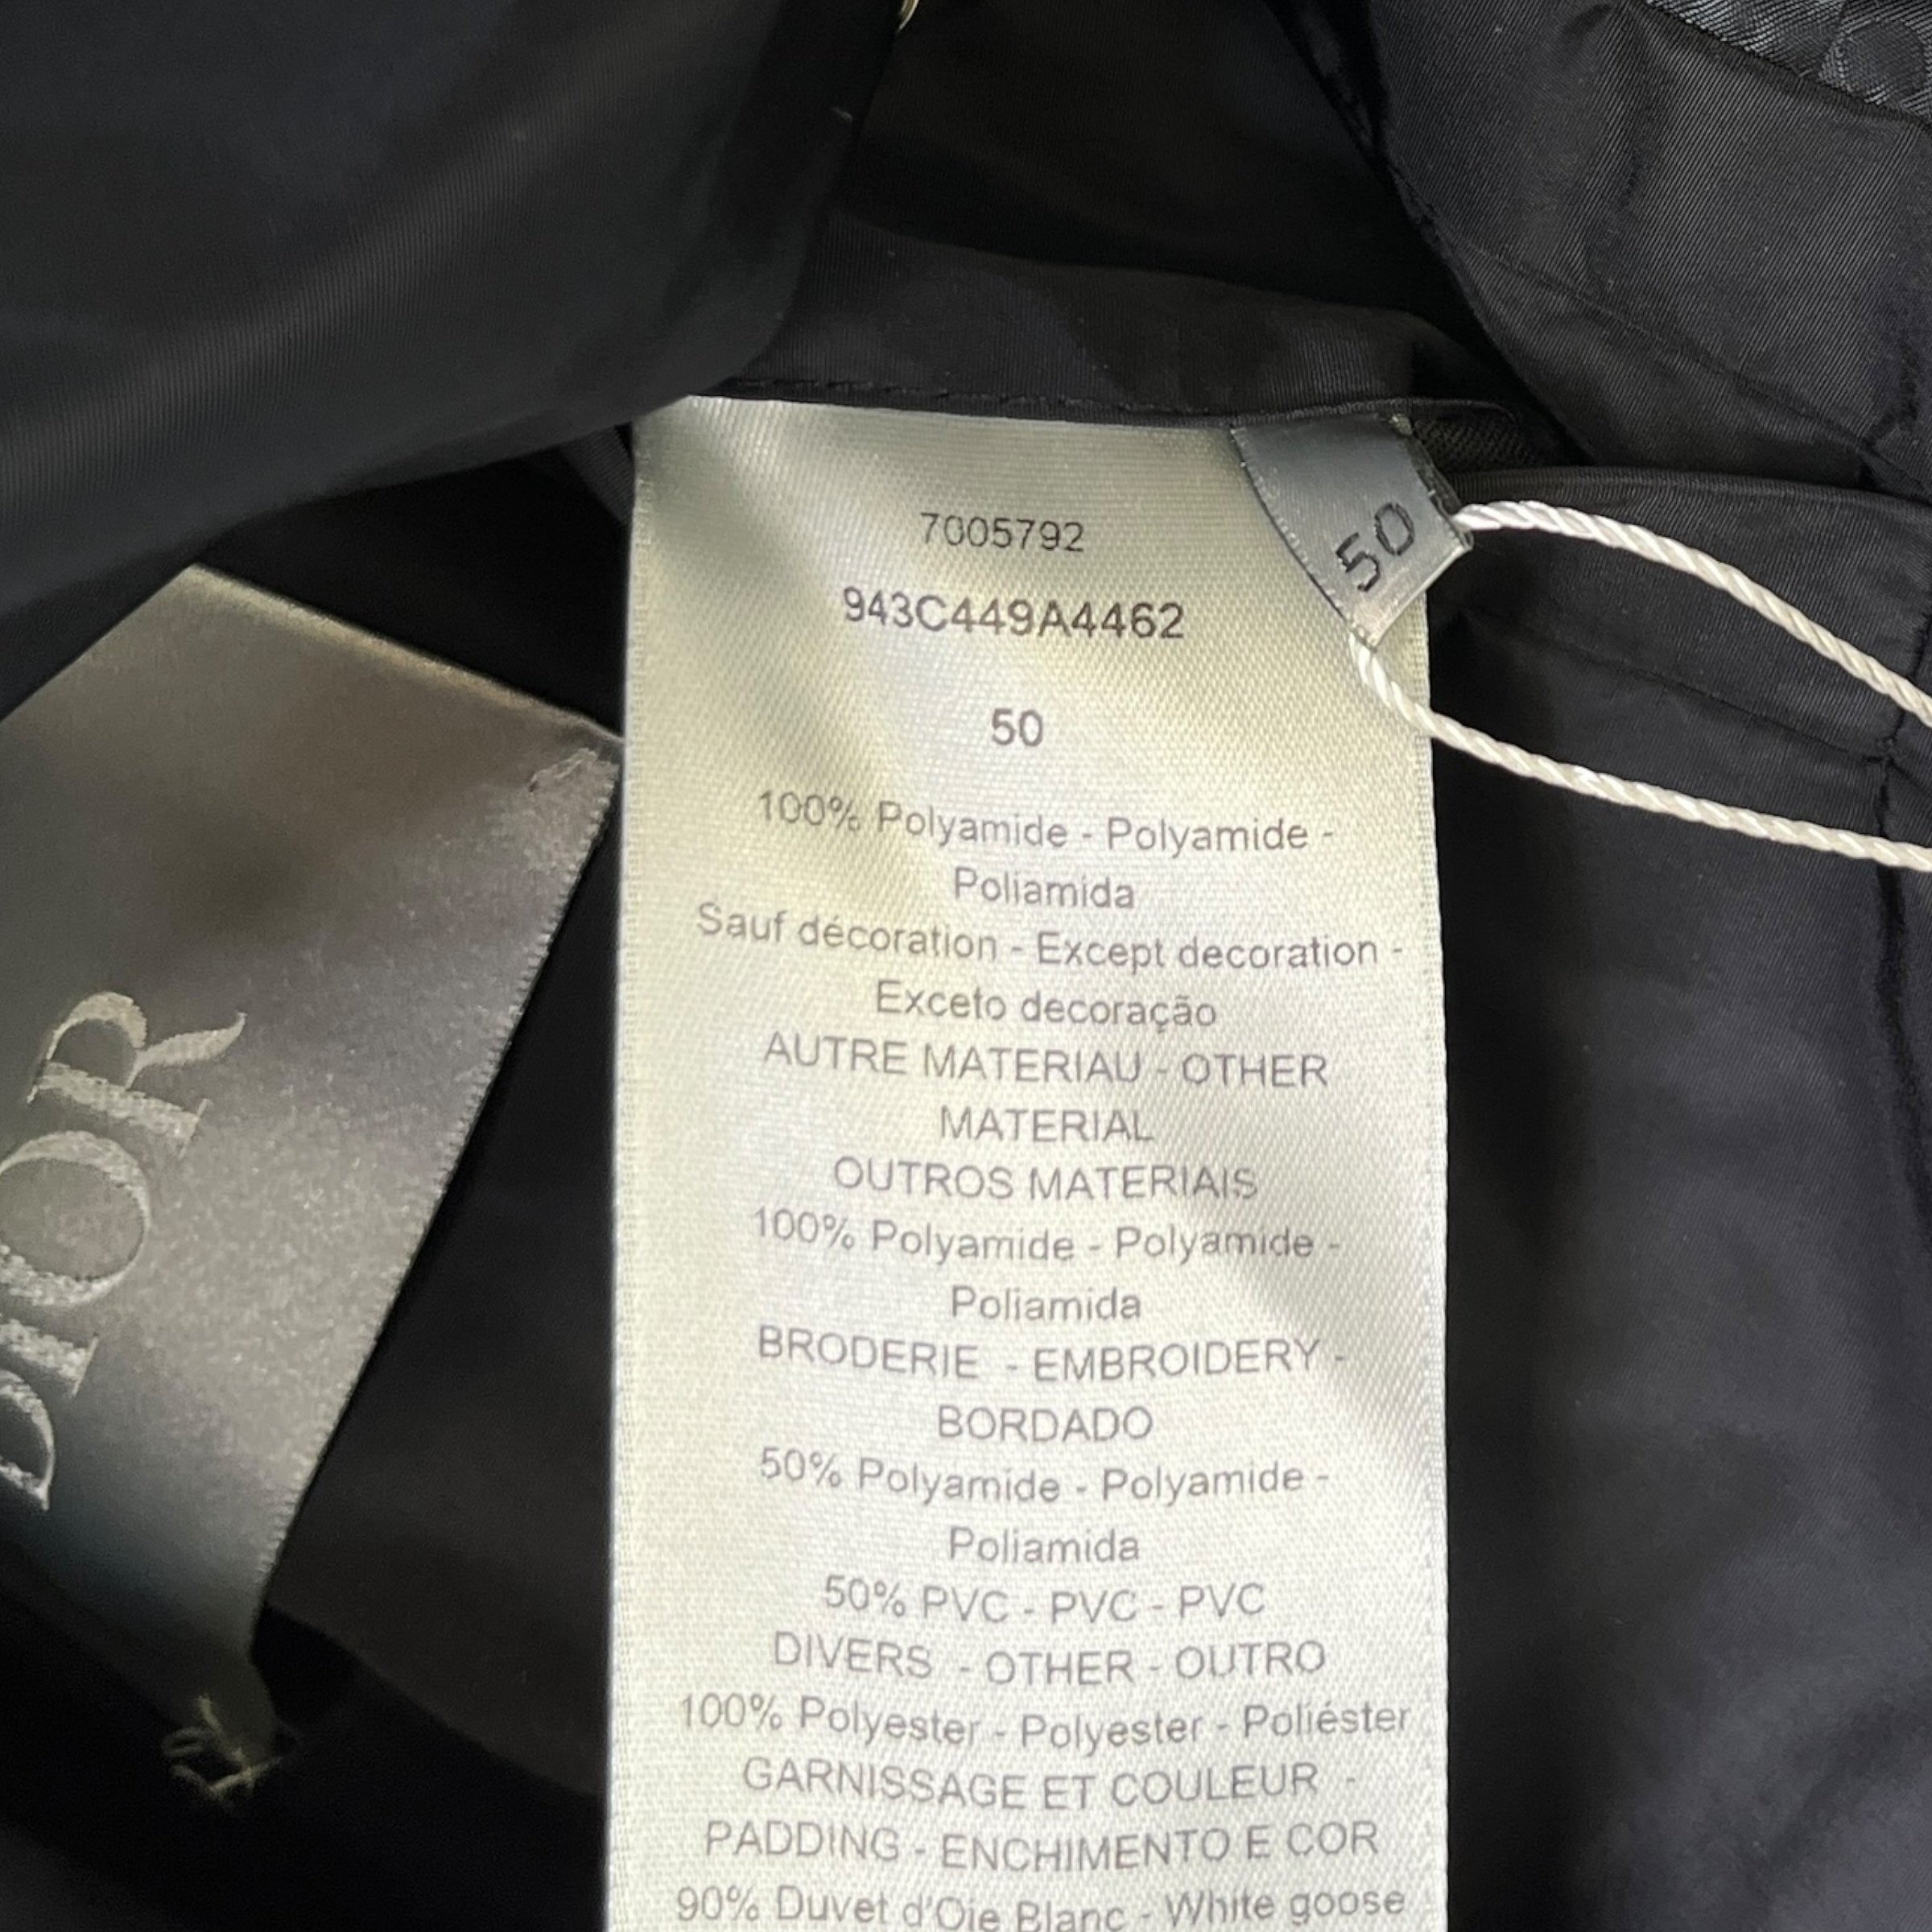 7005792
943C449A4462
50
50
100% Polyamide - Polyamide -
Poliamida
Sauf décoration - Except decoration -
Exceto decoração
AUTRE MATERIAU - OTHER
MATERIAL
OUTROS MATERIAIS
100% Polyamide - Polyamide -
Poliamida
BRODERIE - EMBROIDERY -
BORDADO
50% Polyamide - Polyamide -
Poliamida
50% PVC - PVC - PVC
DIVERS - OTHER - OUTRO
100% Polyester - Polyester - Poliéster
GARNISSAGE ET COULEUR -
PADDING - ENCHIMENTO E COR
90% Duvet d'Oie Blanc - White goose
DIOR